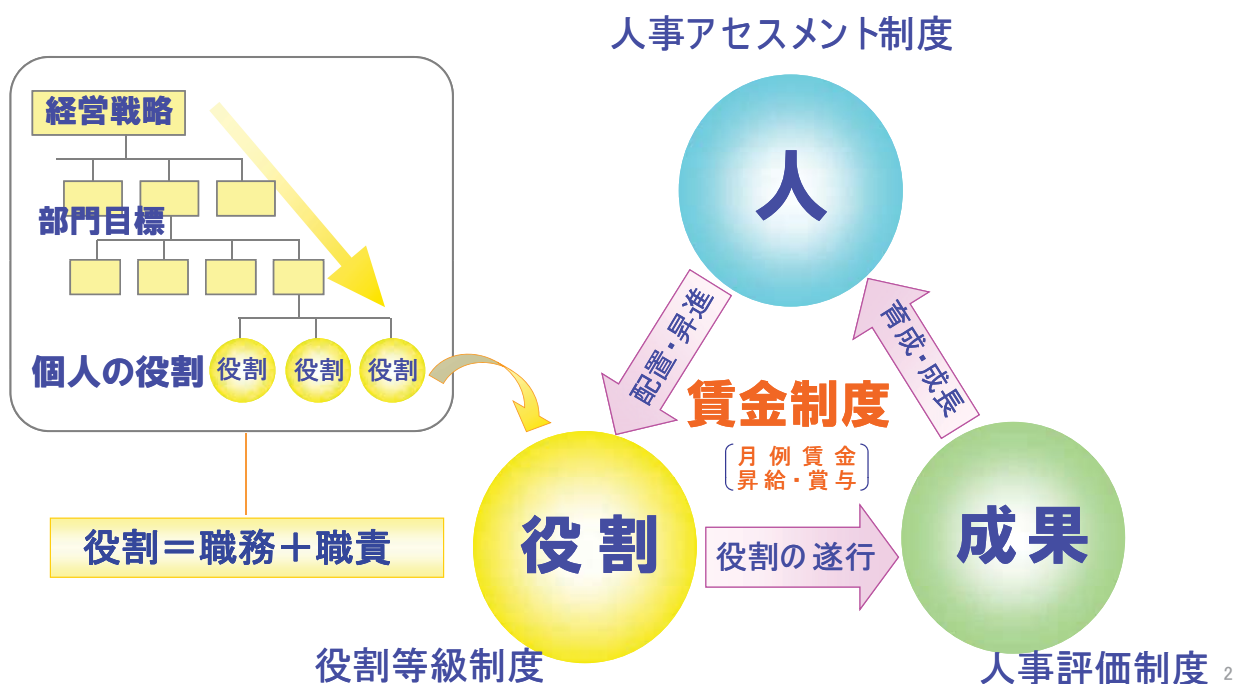 人事アセスメント制度
経営戦略
部門目標
個人の役割
役割
役割
役割
役割＝職務＋職責
人
配置・昇進
育成・成長
賃金制度
月例賃金
昇給・賞与
役割
役割の遂行
成果
役割等級制度
人事評価制度
2